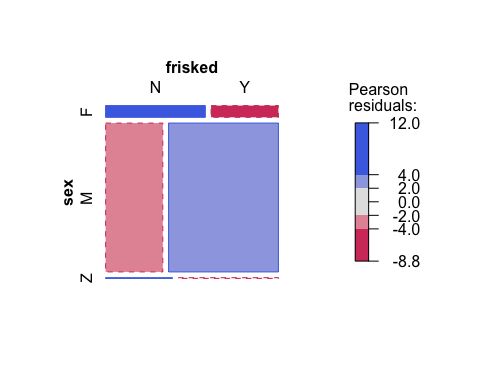 frisked
N Y
sex
F
M
Z
Pearson
residuals:
12.0
4.0
2.0
0.0
-2.0
-4.0
-8.8